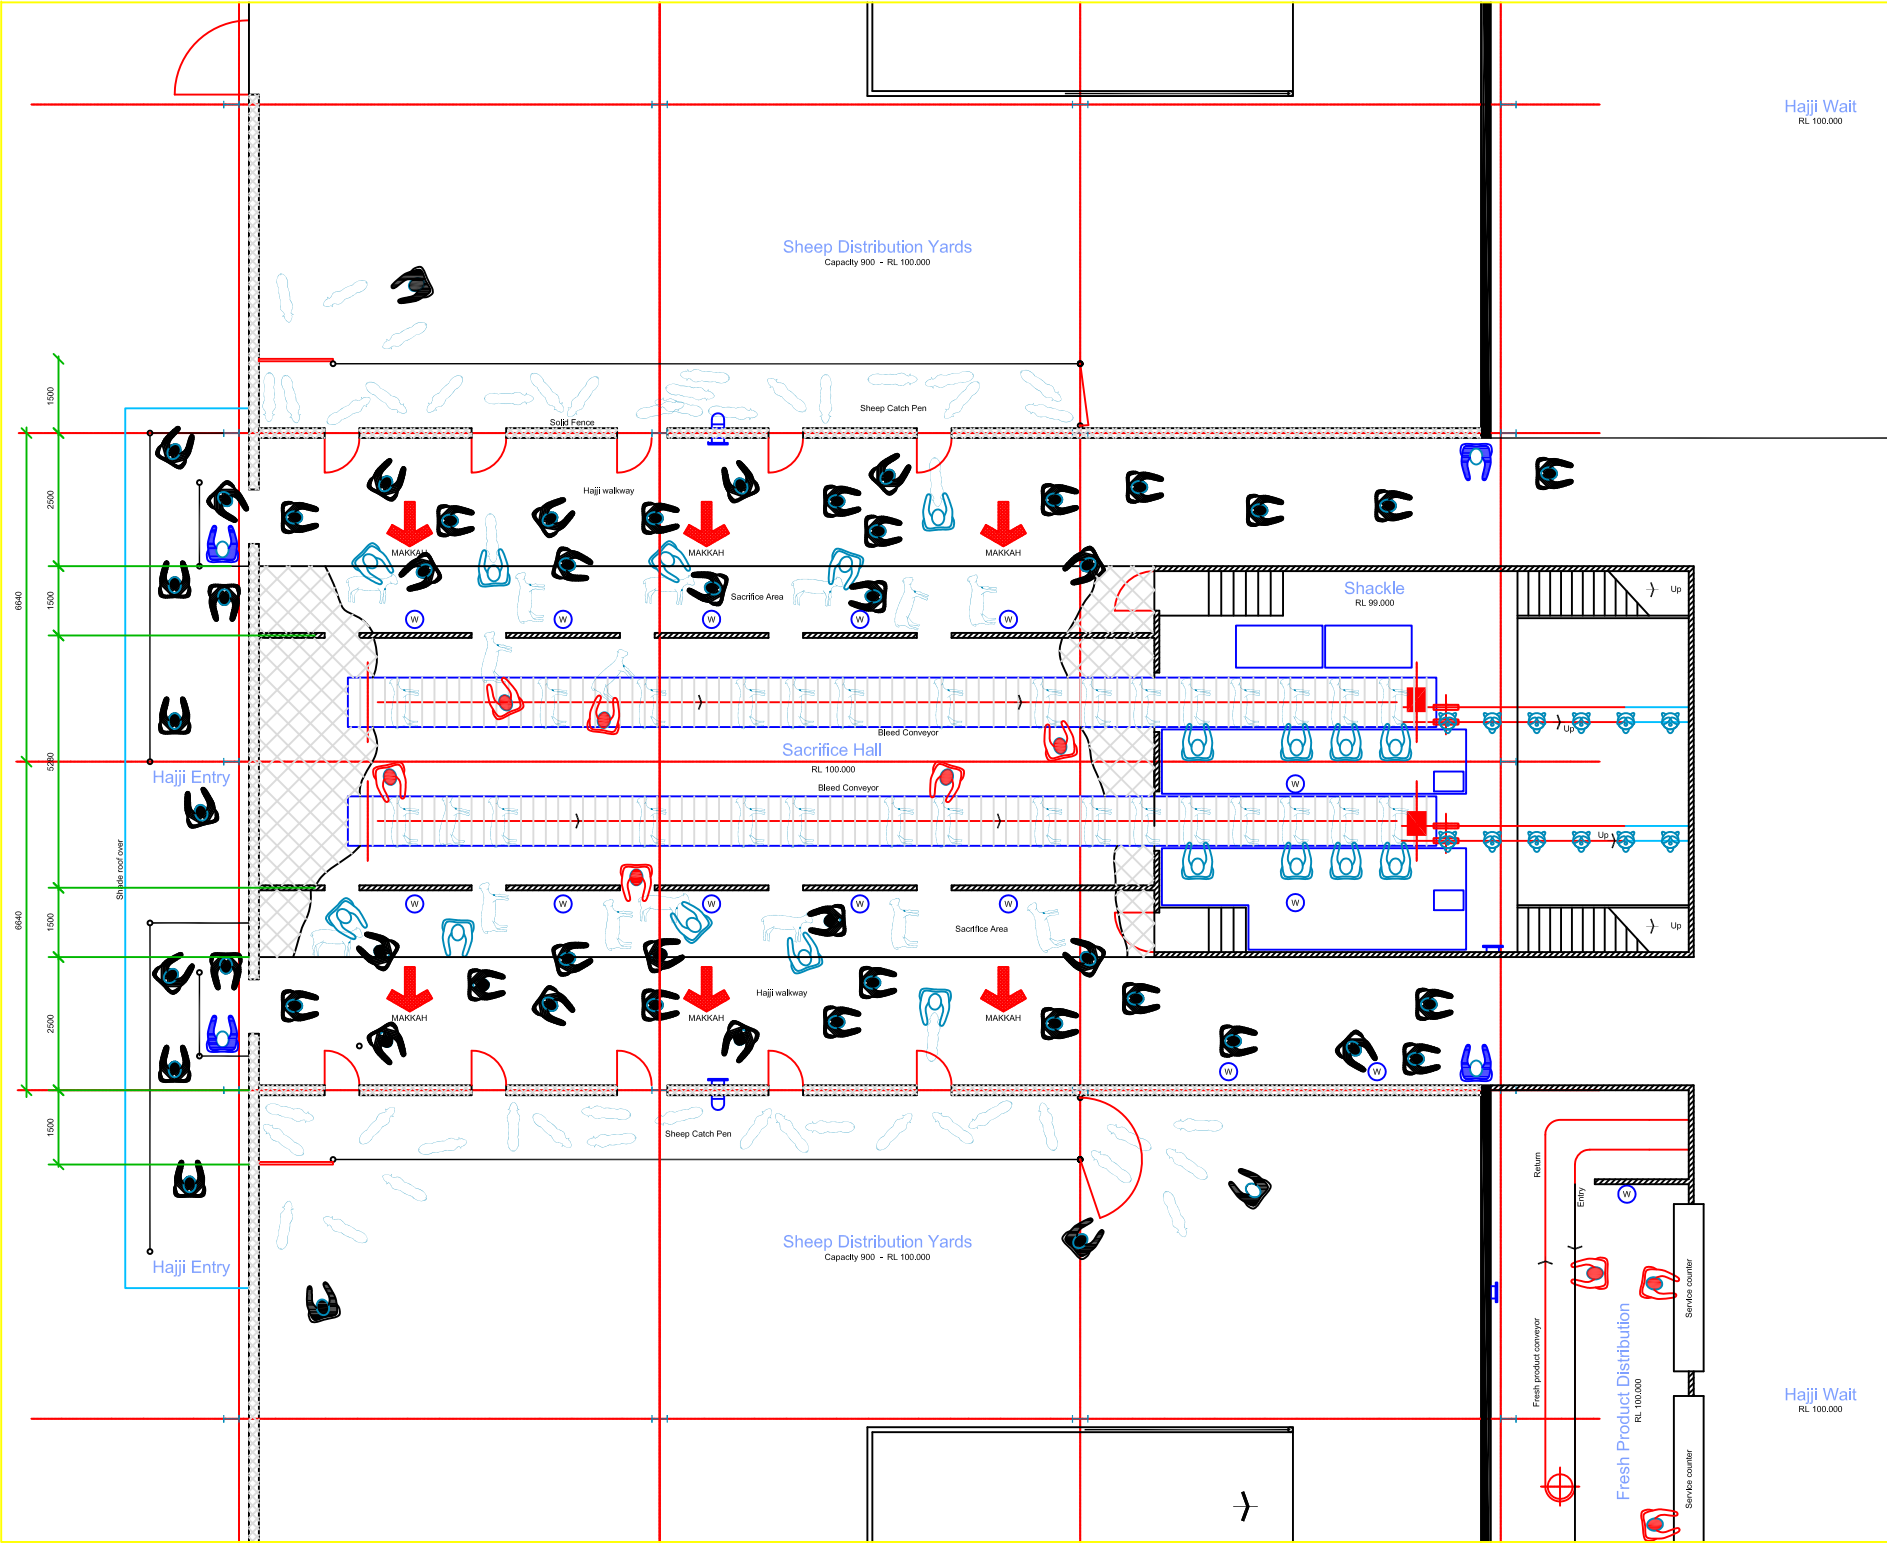 Hajji Wait
RL 100.000
Sheep Distribution Yards
Capacity 900 - RL 100.000
1500
Sheep Catch Pen
Solid Fence
Hajji walkway
2500
MAKKAH
MAKKAH
MAKKAH
Shackle
RL 99.000
Up
Sacrifice Area
1500
6640
W
W
W
W
W
Bleed Conveyor
Up
Sacrifice Hall
RL 100.000
5280
Hajji Entry
Bleed Conveyor
W
Up
Shade roof over
W
W
W
W
W
W
6640
1500
Sacrifice Area
Up
Hajji walkway
2500
MAKKAH
MAKKAH
MAKKAH
W
W
1500
Sheep Catch Pen
Return
Entry
W
Sheep Distribution Yards
Capacity 900 - RL 100.000
Hajji Entry
Service counter
Fresh product conveyor
Fresh Product Distribution
RL 100.000
Hajji Wait
RL 100.000
Service counter